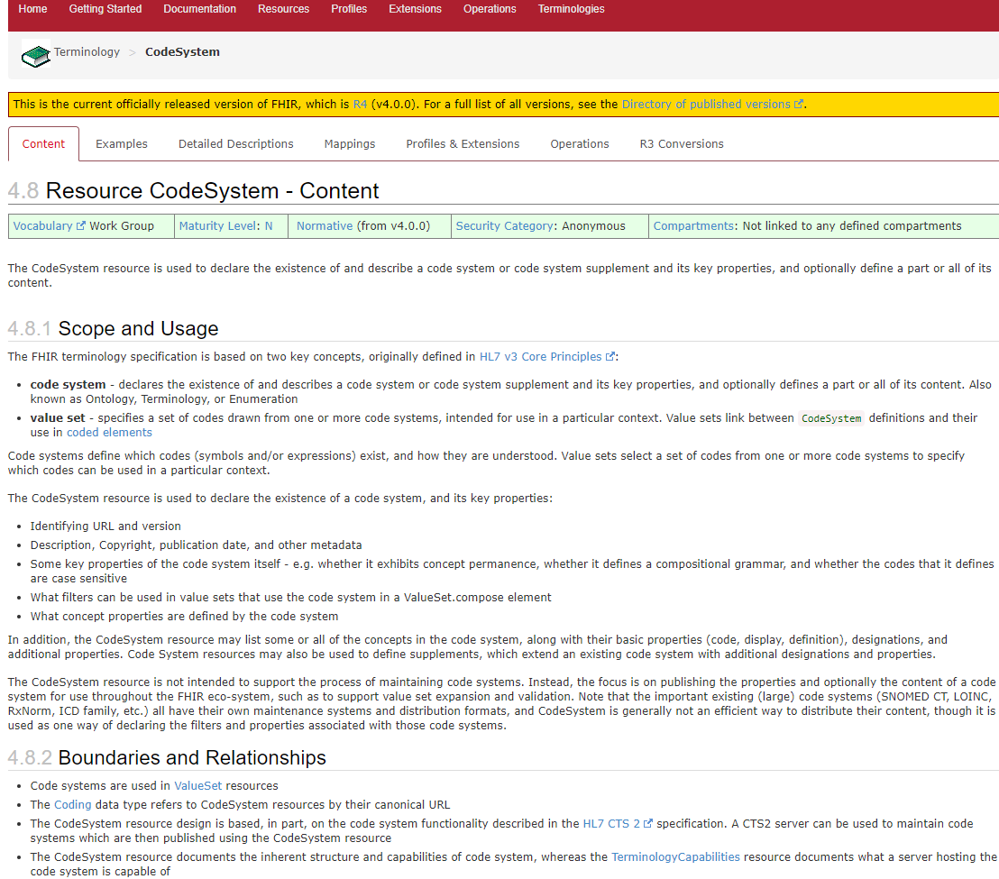 Home Getting Started Documentation Resources Profiles Extensions Operations Terminologies
Terminology > CodeSystem
This is the current officially released version of FHIR, which is R4 (v4.0.0). For a full list of all versions, see the Directory of published versions.
Content Examples Detailed Descriptions Mappings Profiles & Extensions Operations R3 Conversions
4.8 Resource CodeSystem - Content
Vocabulary Work Group Maturity Level: N Normative (from v4.0.0) Security Category: Anonymous Compartments: Not linked to any defined compartments
The CodeSystem resource is used to declare the existence of and describe a code system or code system supplement and its key properties, and optionally define a part or all of its
content.
4.8.1 Scope and Usage
The FHIR terminology specification is based on two key concepts, originally defined in HL7 v3 Core Principles:
• code system - declares the existence of and describes a code system or code system supplement and its key properties, and optionally defines a part or all of its content. Also
known as Ontology, Terminology, or Enumeration
• value set - specifies a set of codes drawn from one or more code systems, intended for use in a particular context. Value sets link between CodeSystem definitions and their
use in coded elements
Code systems define which codes (symbols and/or expressions) exist, and how they are understood. Value sets select a set of codes from one or more code systems to specify
which codes can be used in a particular context.
The CodeSystem resource is used to declare the existence of a code system, and its key properties:
• Identifying URL and version
• Description, Copyright, publication date, and other metadata
• Some key properties of the code system itself - e.g. whether it exhibits concept permanence, whether it defines a compositional grammar, and whether the codes that it defines
are case sensitive
• What filters can be used in value sets that use the code system in a ValueSet.compose element
• What concept properties are defined by the code system
In addition, the CodeSystem resource may list some or all of the concepts in the code system, along with their basic properties (code, display, definition), designations, and
additional properties. Code System resources may also be used to define supplements, which extend an existing code system with additional designations and properties.
The CodeSystem resource is not intended to support the process of maintaining code systems. Instead, the focus is on publishing the properties and optionally the content of a code
system for use throughout the FHIR eco-system, such as to support value set expansion and validation. Note that the important existing (large) code systems (SNOMED CT, LOINC,
RxNorm, ICD family, etc.) all have their own maintenance systems and distribution formats, and CodeSystem is generally not an efficient way to distribute their content, though it is
used as one way of declaring the filters and properties associated with those code systems.
4.8.2 Boundaries and Relationships
• Code systems are used in ValueSet resources
• The Coding data type refers to CodeSystem resources by their canonical URL
• The CodeSystem resource design is based, in part, on the code system functionality described in the HL7 CTS 2 specification. A CTS2 server can be used to maintain code
systems which are then published using the CodeSystem resource
• The CodeSystem resource documents the inherent structure and capabilities of code system, whereas the TerminologyCapabilities resource documents what a server hosting the
code system is capable of